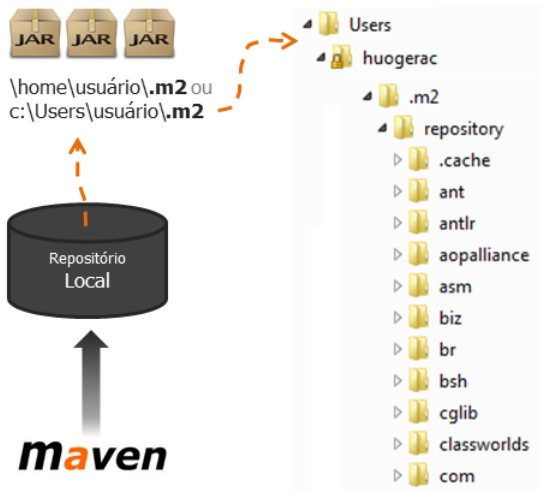 JAR JAR JAR
\home\usuário\.m2 ou
c:\Users\usuário\.m2
Repositório
Local
maven
Users
huogerac
.m2
repository
.cache
ant
antlr
aopalliance
asm
biz
br
bsh
cglib
classworlds
com